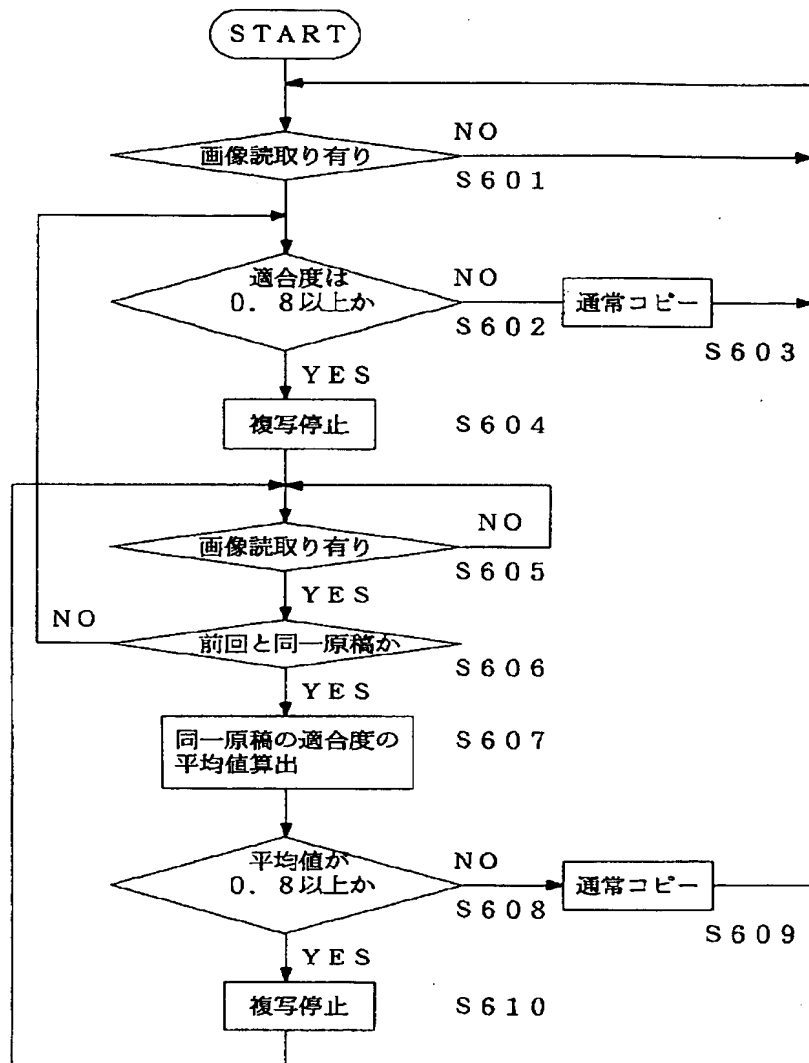 START
画像読取り有り
NO
S601
適合度は
0.8以上か
NO
S602
通常コピー
S603
YES
複写停止
S604
画像読取り有り
NO
S605
YES
前回と同一原稿か
NO
S606
YES
同一原稿の適合度の
平均値算出
S607
平均値が
0.8以上か
NO
S608
通常コピー
S609
YES
複写停止
S610